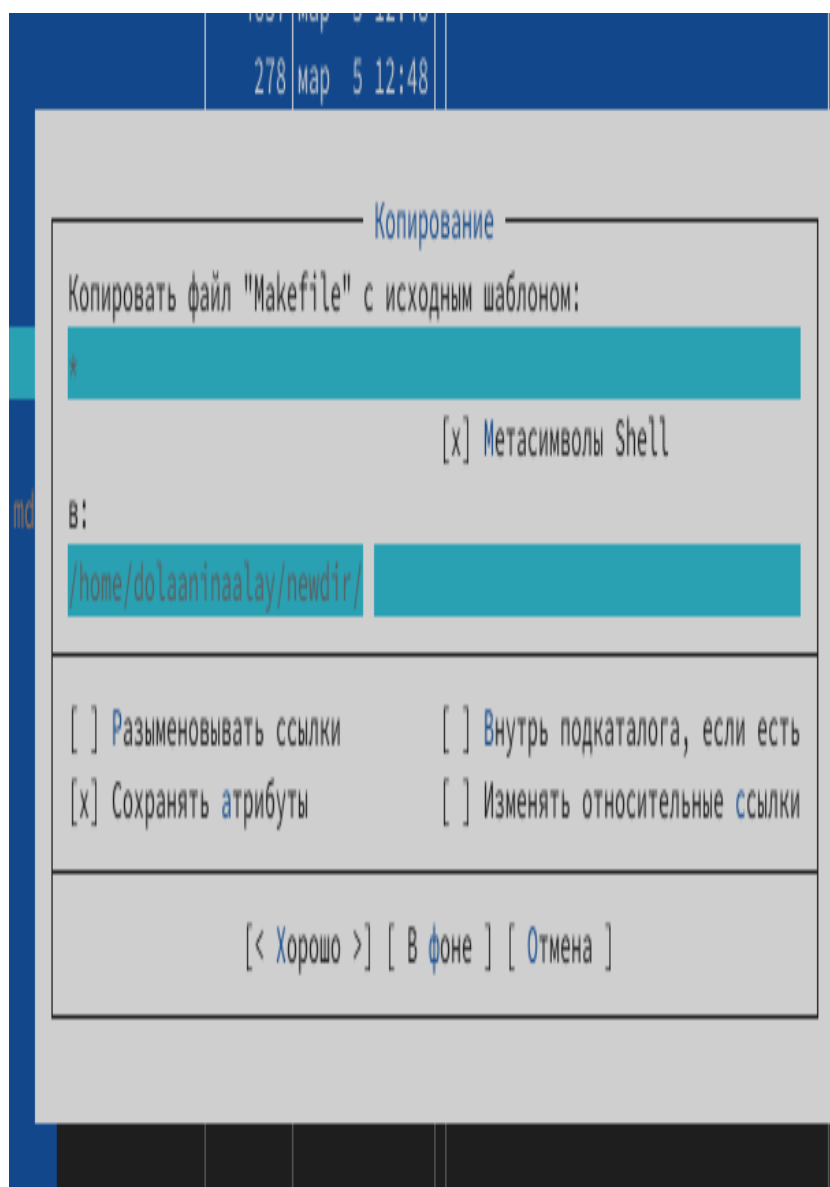 278 мар 5 12:48
Копирование
Копировать файл "Makefile" с исходным шаблоном:
*
[x] Метасимволы Shell
md
в:
/home/dolaaninaalay/newdir/
[ ] Разыменовывать ссылки [ ] Внутрь подкаталога, если есть
[x] Сохранять атрибуты [ ] Изменять относительные ссылки
[< Хорошо >] [ В фоне ] [ Отмена ]